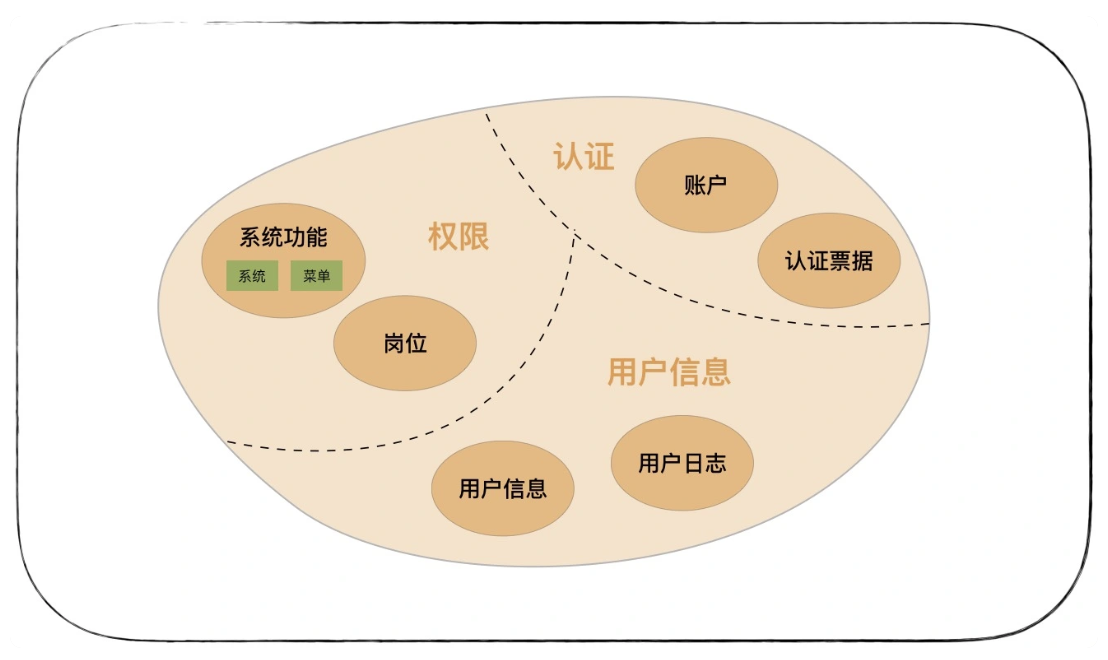 认证
账户
认证票据
权限
系统功能
系统 菜单
岗位
用户信息
用户日志
用户信息